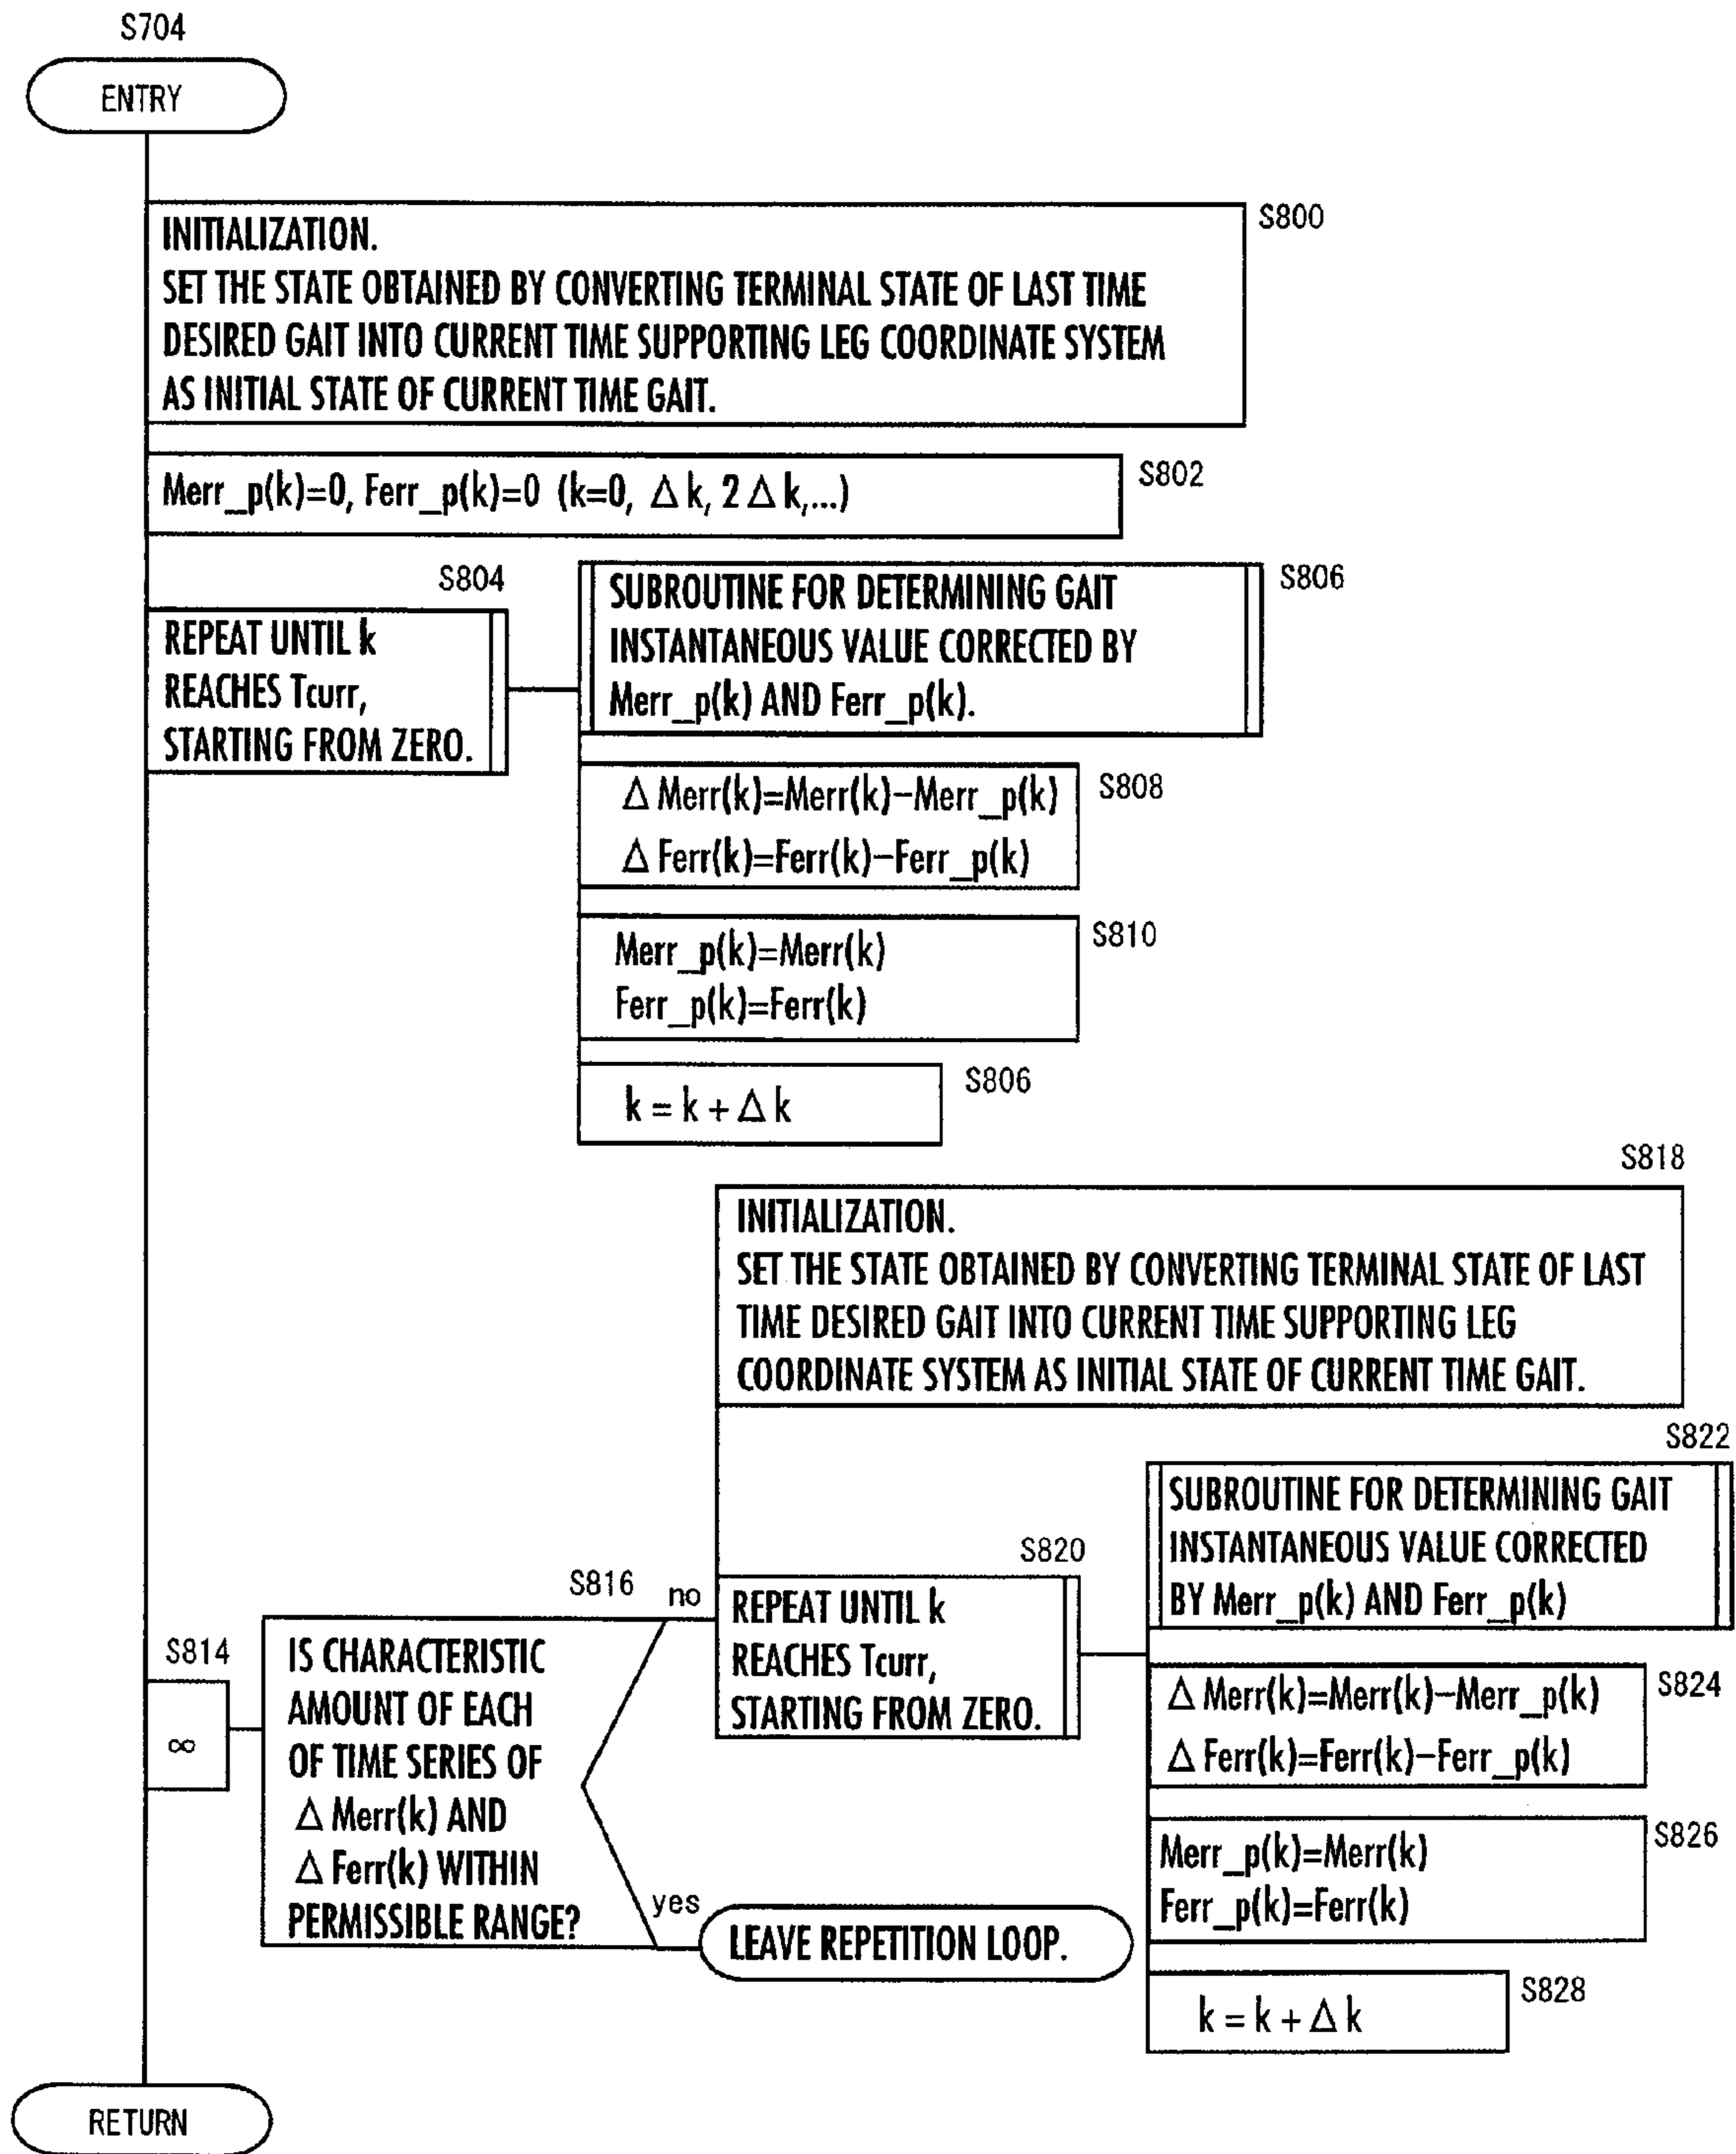 S704
ENTRY
S800
INITIALIZATION.
SET THE STATE OBTAINED BY CONVERTING TERMINAL STATE OF LAST TIME
DESIRED GAIT INTO CURRENT TIME SUPPORTING LEG COORDINATE SYSTEM
AS INITIAL STATE OF CURRENT TIME GAIT.
S802
Merr_p(k)=0, Ferr_p(k)=0 (k=0, Δk, 2Δk,...)
S804
REPEAT UNTIL k
REACHES Tcurr,
STARTING FROM ZERO.
S806
SUBROUTINE FOR DETERMINING GAIT
INSTANTANEOUS VALUE CORRECTED BY
Merr_p(k) AND Ferr_p(k).
S808
ΔMerr(k)=Merr(k)-Merr_p(k)
ΔFerr(k)=Ferr(k)-Ferr_p(k)
S810
Merr_p(k)=Merr(k)
Ferr_p(k)=Ferr(k)
S806
k = k + Δk
S814
∞
S816
IS CHARACTERISTIC
AMOUNT OF EACH
OF TIME SERIES OF
ΔMerr(k) AND
ΔFerr(k) WITHIN
PERMISSIBLE RANGE?
no
S818
INITIALIZATION.
SET THE STATE OBTAINED BY CONVERTING TERMINAL STATE OF LAST
TIME DESIRED GAIT INTO CURRENT TIME SUPPORTING LEG
COORDINATE SYSTEM AS INITIAL STATE OF CURRENT TIME GAIT.
S820
REPEAT UNTIL k
REACHES Tcurr,
STARTING FROM ZERO.
S822
SUBROUTINE FOR DETERMINING GAIT
INSTANTANEOUS VALUE CORRECTED
BY Merr_p(k) AND Ferr_p(k)
S824
ΔMerr(k)=Merr(k)-Merr_p(k)
ΔFerr(k)=Ferr(k)-Ferr_p(k)
S826
Merr_p(k)=Merr(k)
Ferr_p(k)=Ferr(k)
S828
k = k + Δk
yes
LEAVE REPETITION LOOP.
RETURN